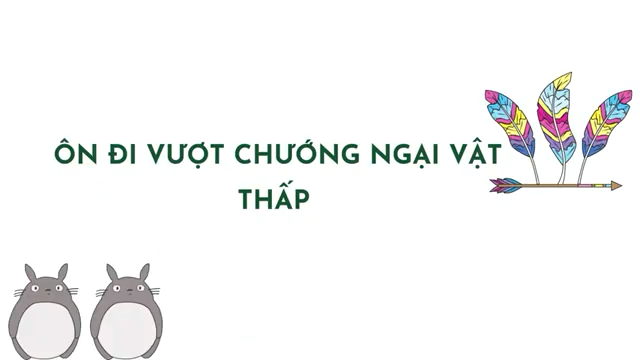 ÔN ĐI VƯỢT CHƯỚNG NGẠI VẬT
THẤP